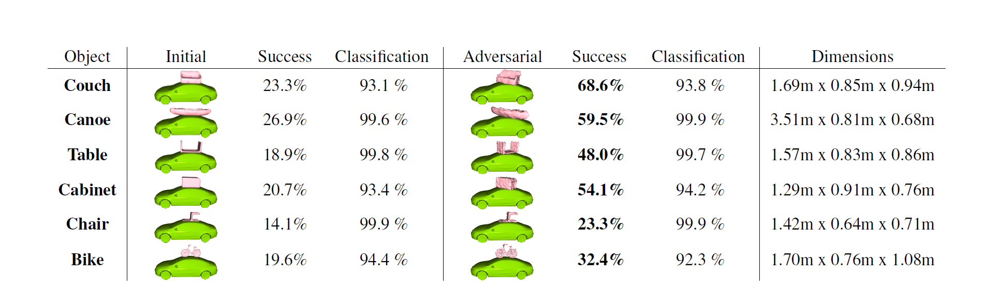 Object Initial Success Classification Adversarial Success Classification Dimensions
Couch 23.3% 93.1 % 68.6% 93.8 % 1.69m x 0.85m x 0.94m
Canoe 26.9% 99.6 % 59.5% 99.9 % 3.51m x 0.81m x 0.68m
Table 18.9% 99.8 % 48.0% 99.7 % 1.57m x 0.83m x 0.86m
Cabinet 20.7% 93.4 % 54.1% 94.2 % 1.29m x 0.91m x 0.76m
Chair 14.1% 99.9 % 23.3% 99.9 % 1.42m x 0.64m x 0.71m
Bike 19.6% 94.4 % 32.4% 92.3 % 1.70m x 0.76m x 1.08m